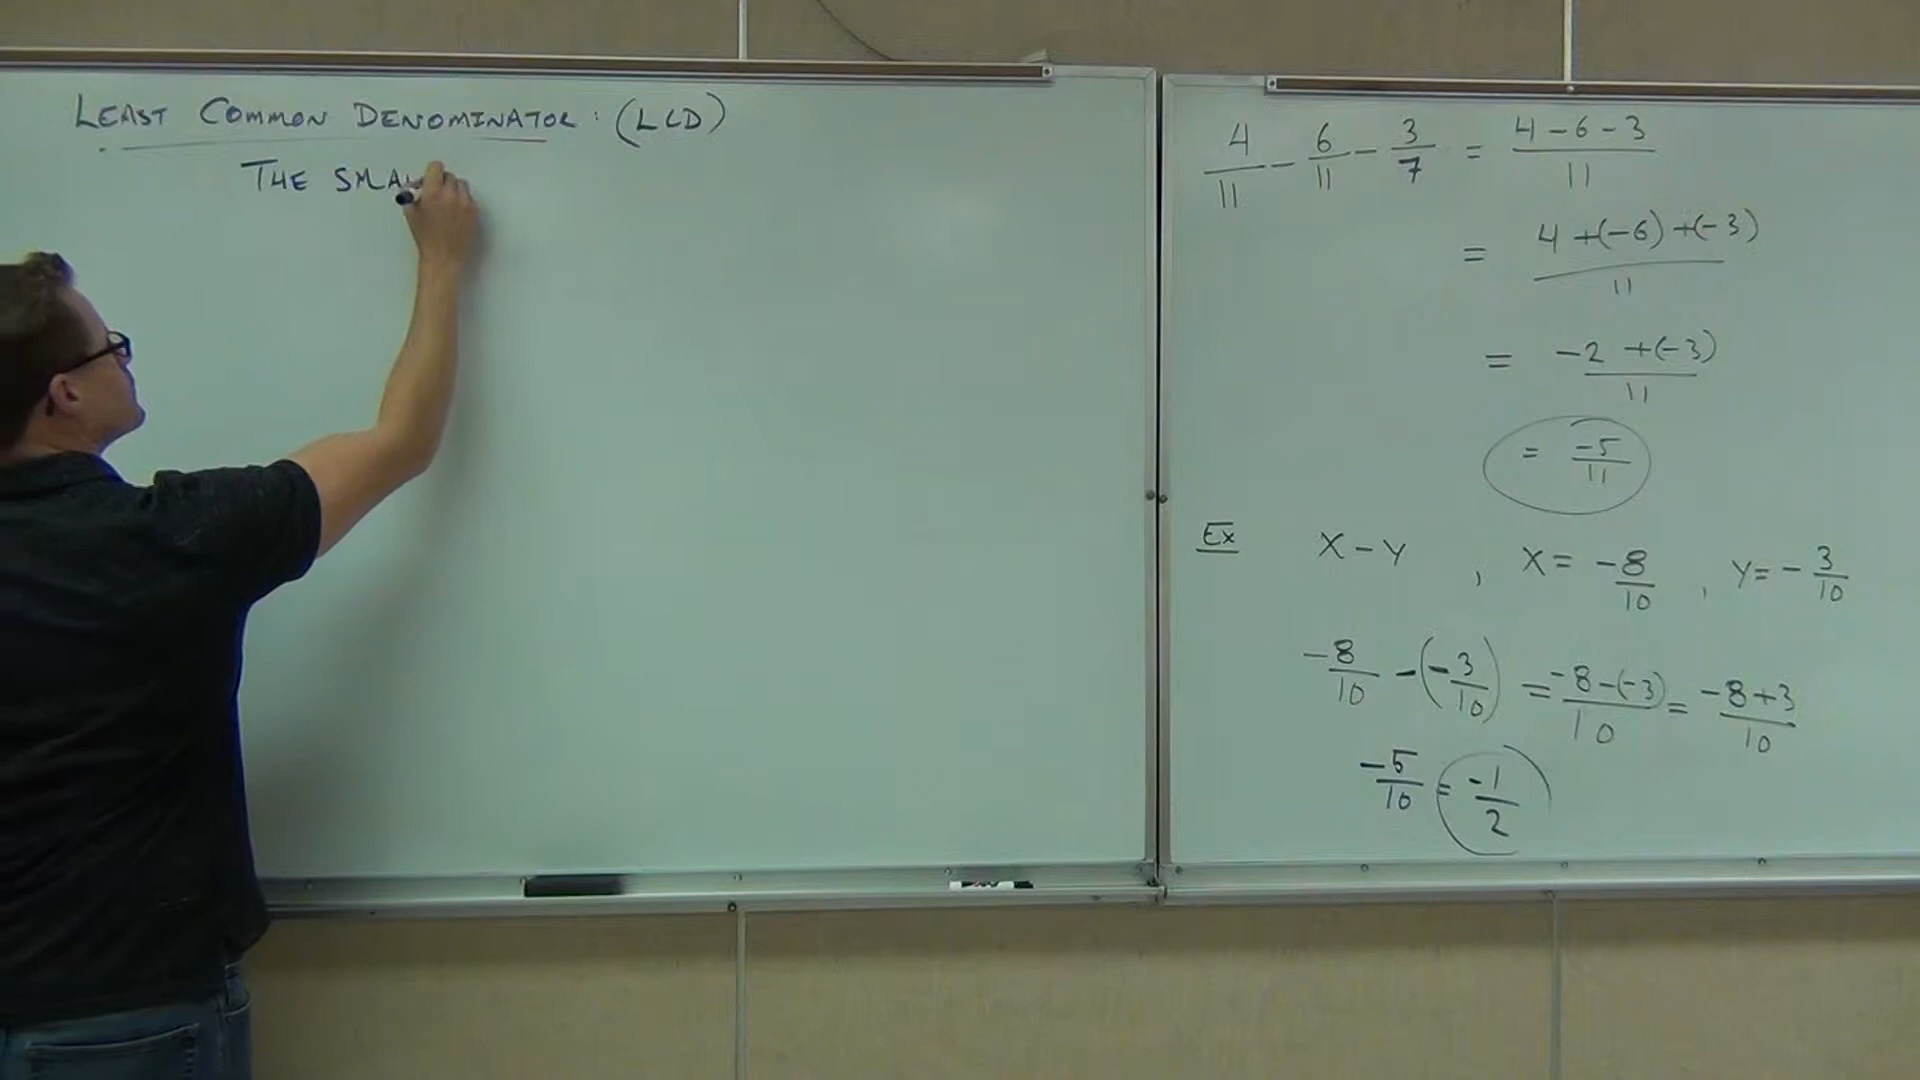 LEAST COMMON DENOMINATOR: (LCD)
THE SMA
4/11 - 6/11 - 3/7 = (4 - 6 - 3)/11
= (4 + (-6) + (-3))/11
= (-2 + (-3))/11
= -5/11
Ex X - Y , X = -8/10 , Y = - 3/10
-8/10 - (-3/10) = (-8 - (-3))/10 = (-8 + 3)/10
-5/10 = -1/2